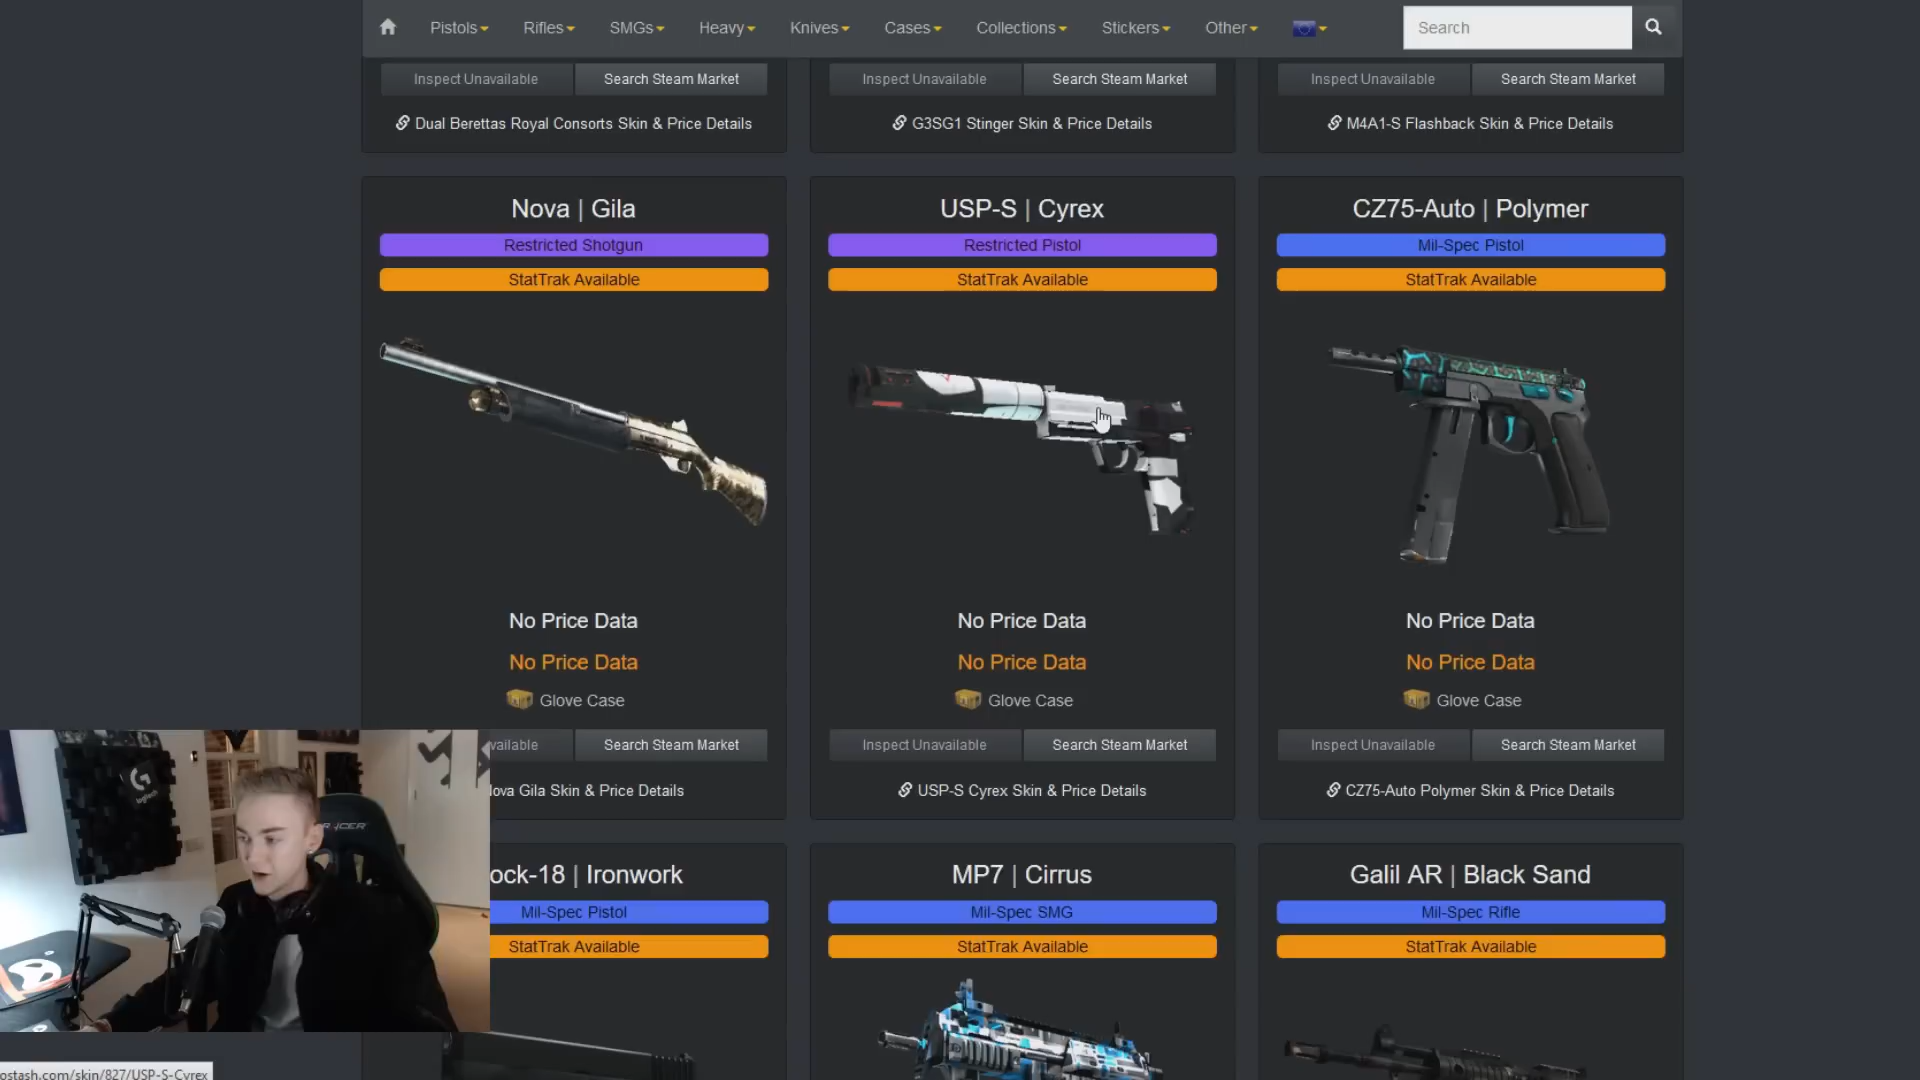 Pistols Rifles SMGs Heavy Knives Cases Collections Stickers Other Search
Inspect Unavailable Search Steam Market Inspect Unavailable Search Steam Market Inspect Unavailable Search Steam Market
Dual Berettas Royal Consorts Skin & Price Details G3SG1 Stinger Skin & Price Details M4A1-S Flashback Skin & Price Details
Nova | Gila
Restricted Shotgun
StatTrak Available
No Price Data
No Price Data
Glove Case
vailable Search Steam Market
ova Gila Skin & Price Details
USP-S | Cyrex
Restricted Pistol
StatTrak Available
No Price Data
No Price Data
Glove Case
Inspect Unavailable Search Steam Market
USP-S Cyrex Skin & Price Details
CZ75-Auto | Polymer
Mil-Spec Pistol
StatTrak Available
No Price Data
No Price Data
Glove Case
Inspect Unavailable Search Steam Market
CZ75-Auto Polymer Skin & Price Details
ock-18 | Ironwork
Mil-Spec Pistol
StatTrak Available
MP7 | Cirrus
Mil-Spec SMG
StatTrak Available
Galil AR | Black Sand
Mil-Spec Rifle
StatTrak Available
logitech
ostash.com/skin/827/USP-S-Cyrex